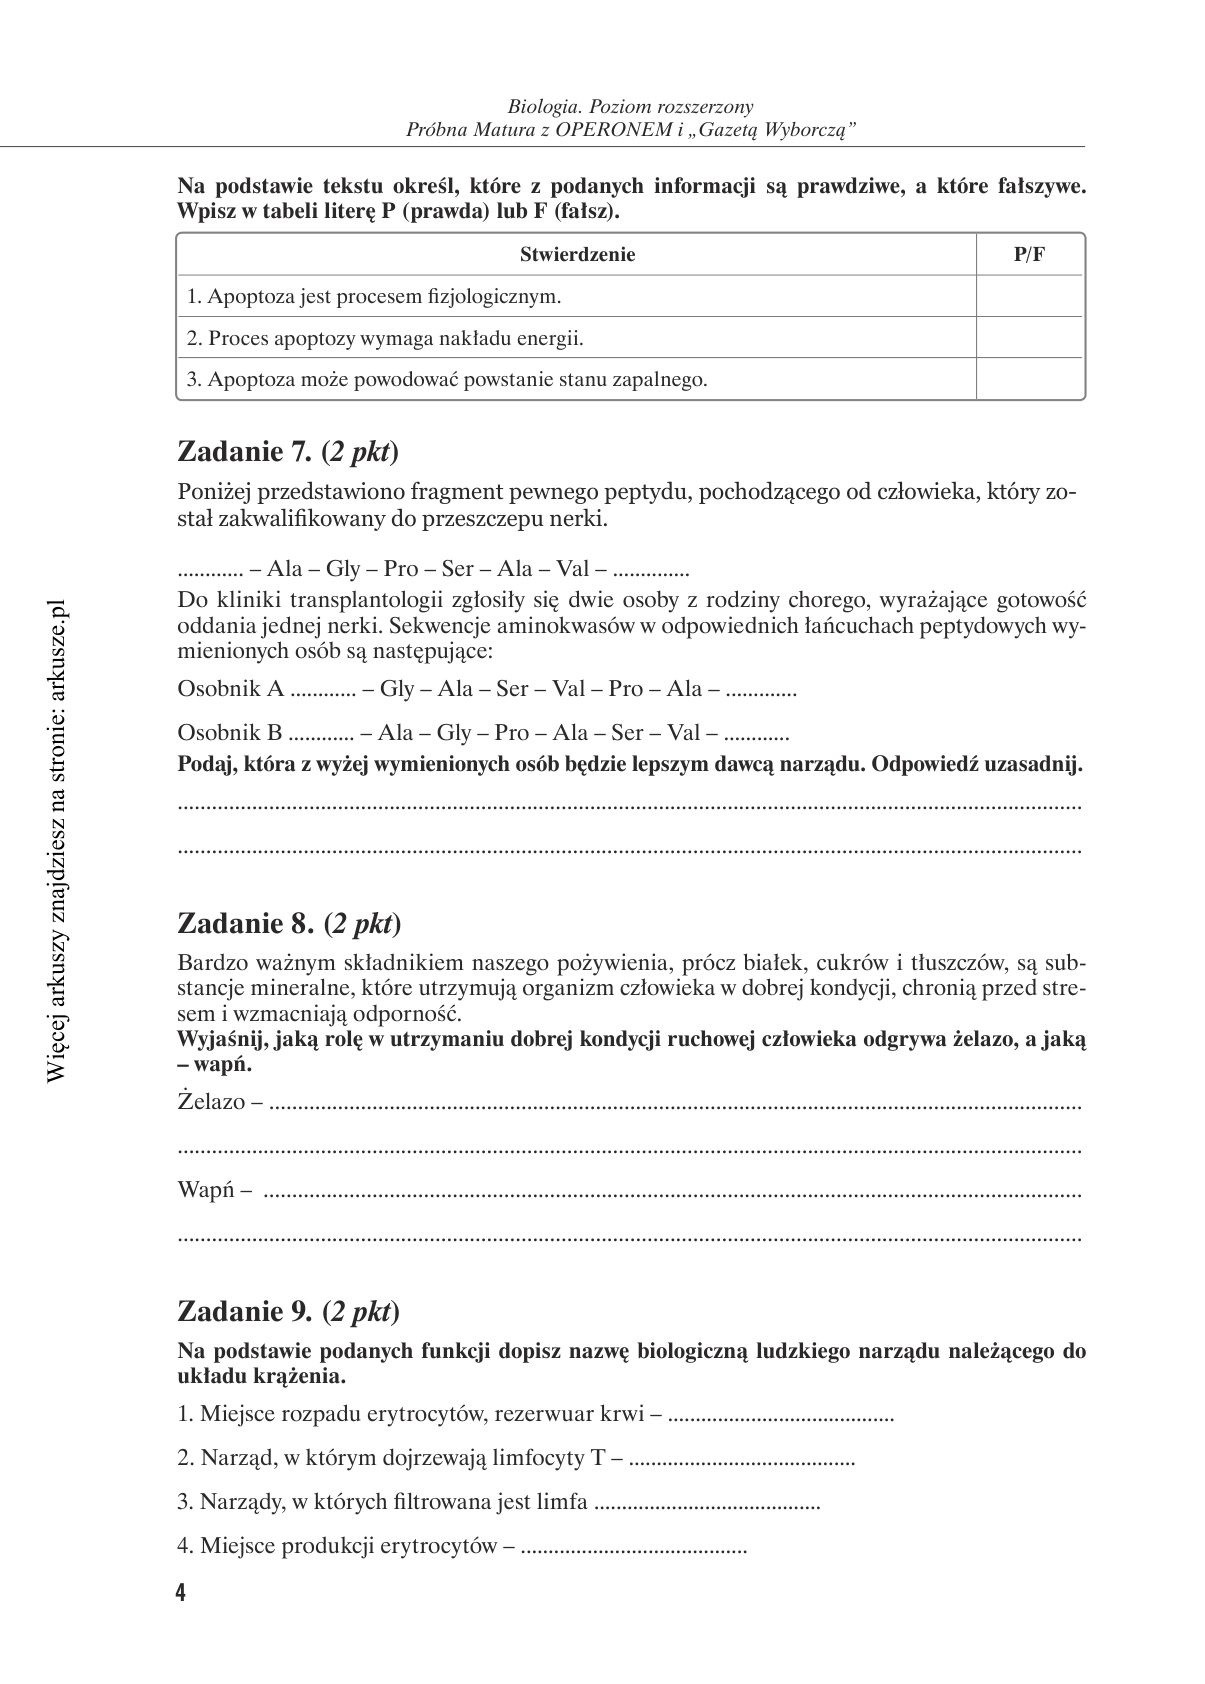 Biologia. Poziom rozszerzony
Próbna Matura z OPERONEM i „Gazetą Wyborczą”
Na podstawie tekstu określ, które z podanych informacji są prawdziwe, a które fałszywe.
Wpisz w tabeli literę P (prawda) lub F (fałsz).
Stwierdzenie P/F
1. Apoptoza jest procesem fizjologicznym.
2. Proces apoptozy wymaga nakładu energii.
3. Apoptoza może powodować powstanie stanu zapalnego.
Zadanie 7. (2 pkt)
Poniżej przedstawiono fragment pewnego peptydu, pochodzącego od człowieka, który zo-
stał zakwalifikowany do przeszczepu nerki.
............ – Ala – Gly – Pro – Ser – Ala – Val – ..............
Do kliniki transplantologii zgłosiły się dwie osoby z rodziny chorego, wyrażające gotowość
oddania jednej nerki. Sekwencje aminokwasów w odpowiednich łańcuchach peptydowych wy-
mienionych osób są następujące:
Osobnik A ............ – Gly – Ala – Ser – Val – Pro – Ala – .............
Osobnik B ............ – Ala – Gly – Pro – Ala – Ser – Val – ............
Podaj, która z wyżej wymienionych osób będzie lepszym dawcą narządu. Odpowiedź uzasadnij.
Zadanie 8. (2 pkt)
Bardzo ważnym składnikiem naszego pożywienia, prócz białek, cukrów i tłuszczów, są sub-
stancje mineralne, które utrzymują organizm człowieka w dobrej kondycji, chronią przed stre-
sem i wzmacniają odporność.
Wyjaśnij, jaką rolę w utrzymaniu dobrej kondycji ruchowej człowieka odgrywa żelazo, a jaką
– wapń.
Żelazo – ....................
Wapń – ....................
Zadanie 9. (2 pkt)
Na podstawie podanych funkcji dopisz nazwę biologiczną ludzkiego narządu należącego do
układu krążenia.
1. Miejsce rozpadu erytrocytów, rezerwuar krwi – .........................................
2. Narząd, w którym dojrzewają limfocyty T – .........................................
3. Narządy, w których filtrowana jest limfa .........................................
4. Miejsce produkcji erytrocytów – .........................................
4
Więcej arkuszy znajdziesz na stronie: arkusze.pl